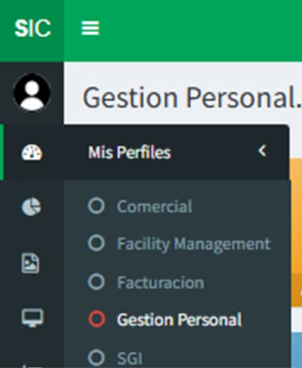 SIC
Gestion Personal.
Mis Perfiles
Comercial
Facility Management
Facturacion
Gestion Personal
SGI